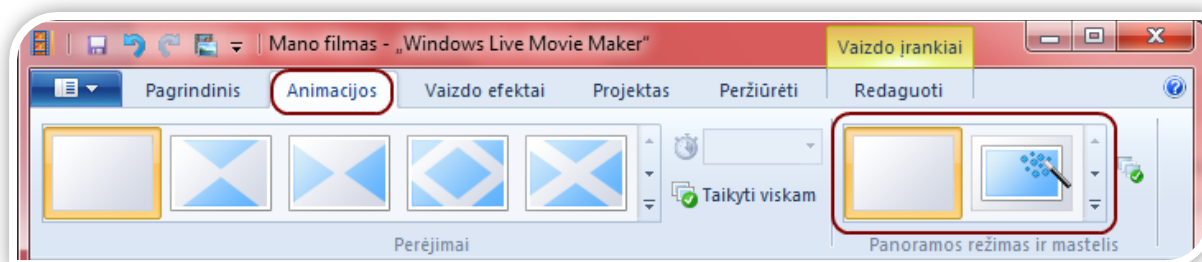 Mano filmas - „Windows Live Movie Maker“
Vaizdo įrankiai
Pagrindinis Animacijos Vaizdo efektai Projektas Peržiūrėti Redaguoti
Taikyti viskam
Perėjimai
Panoramos režimas ir mastelis